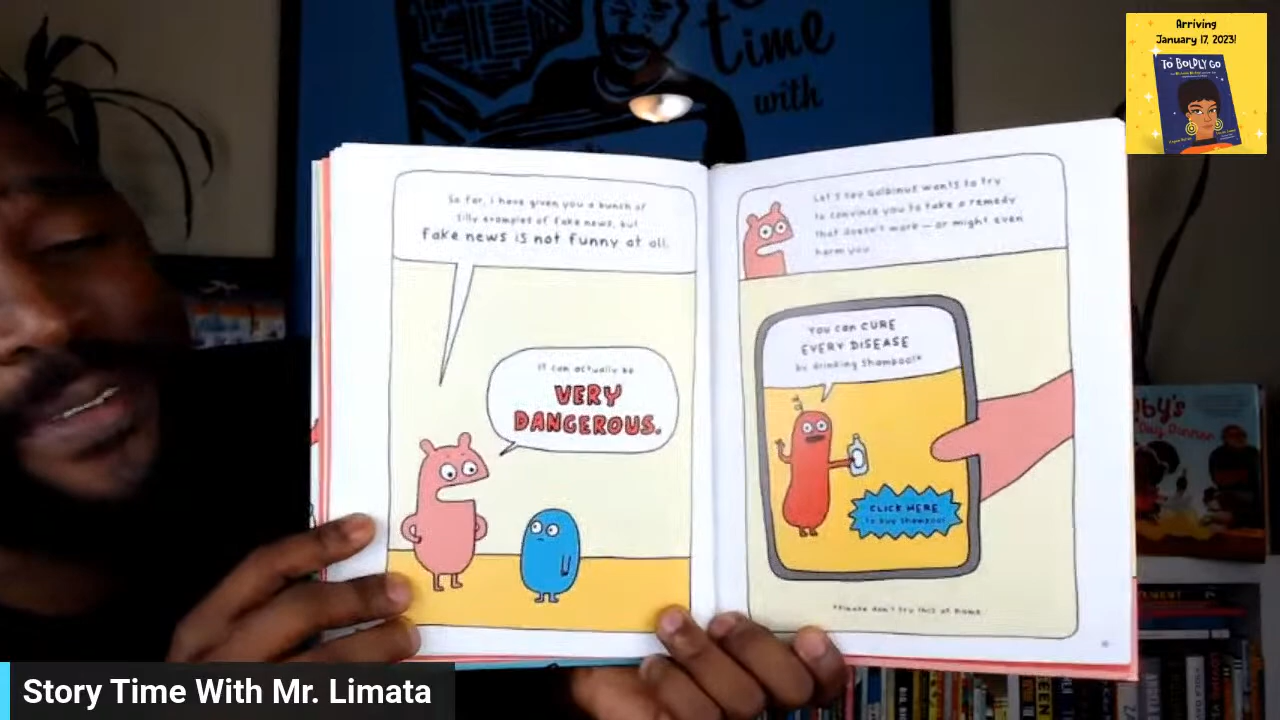 time
with
Arriving
January 17, 2023!
TO BOLDLY GO
So far, I have given you a bunch of
silly examples of fake news, but
fake news is not funny at all.
It can actually be
VERY
DANGEROUS.
Let's say Golbinus wants to try
to convince you to take a remedy
that doesn't work — or might even
harm you.
You can CURE
EVERY DISEASE
by drinking Shampoo!*
CLICK HERE
to buy Shampoo!
*Please don't try this at home.
Day Dinner
Story Time With Mr. Limata